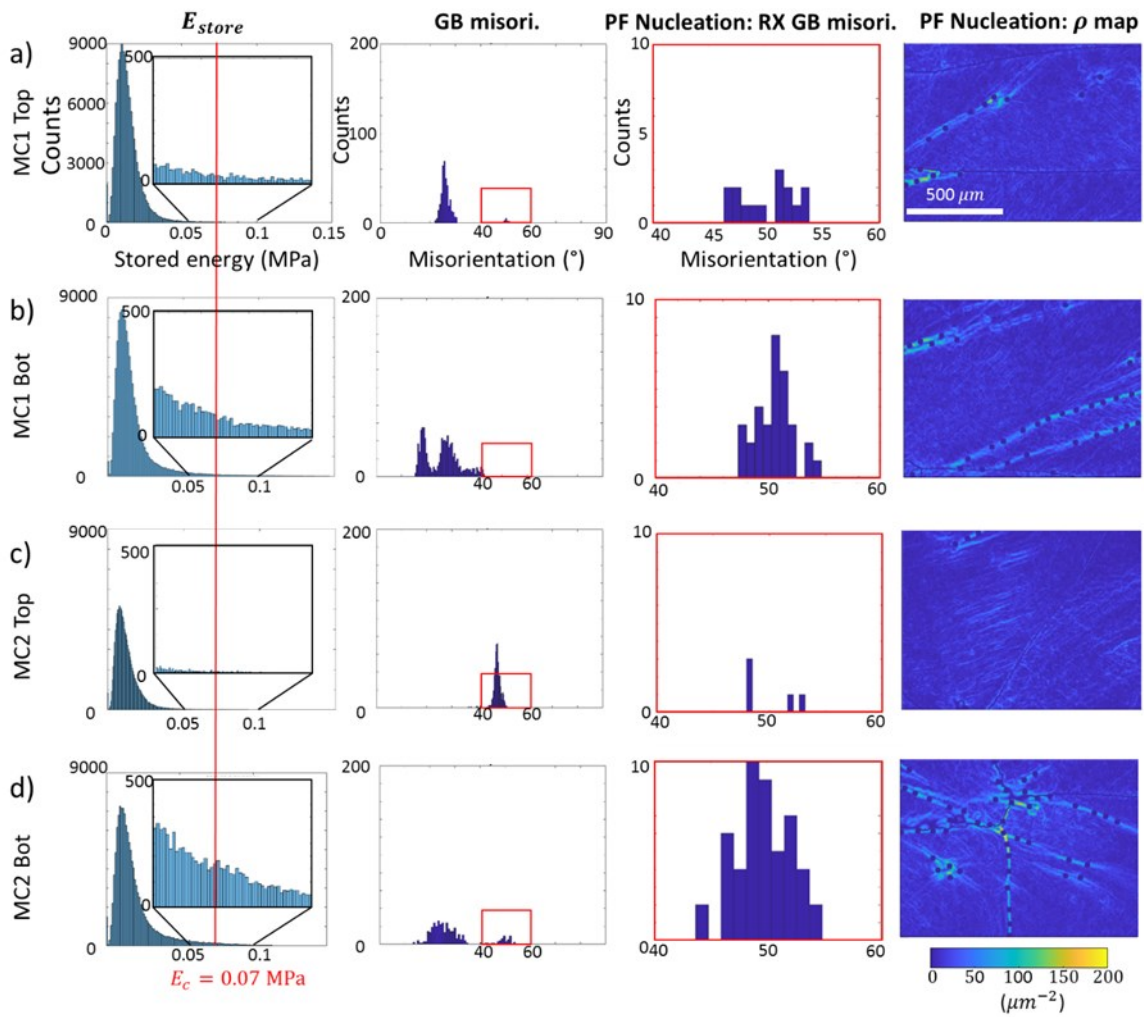 E_store GB misori. PF Nucleation: RX GB misori. PF Nucleation: ρ map
a) MC1 Top
Counts
9000
6000
3000
0
500
0
0.05 0.1 0.15
Stored energy (MPa)
Counts
200
100
0
0 40 60 90
Misorientation (°)
Counts
10
5
0
40 45 50 55 60
Misorientation (°)
500 μm
b) MC1 Bot
9000
0
500
0
0.05 0.1
200
0
40 60
10
0
40 50 60
c) MC2 Top
9000
0
500
0
0.05 0.1
200
0
40 60
10
0
40 50 60
d) MC2 Bot
9000
0
500
0
0.05 0.1
200
0
40 60
10
0
40 50 60
E_c = 0.07 MPa
0 50 100 150 200
(μm⁻²)